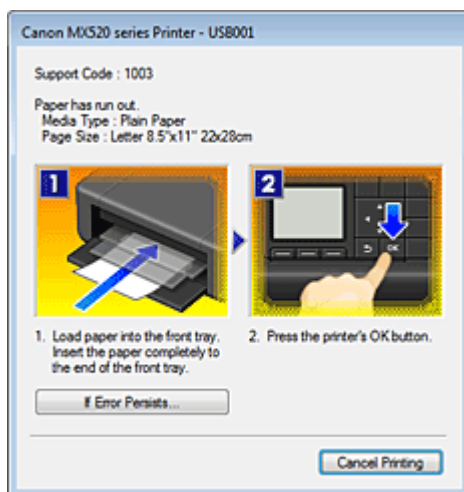 Canon MX520 series Printer - USB001
Support Code : 1003
Paper has run out.
Media Type : Plain Paper
Page Size : Letter 8.5"x11" 22x28cm
1
2
OK
1. Load paper into the front tray.
Insert the paper completely to
the end of the front tray.
2. Press the printer's OK button.
If Error Persists...
Cancel Printing